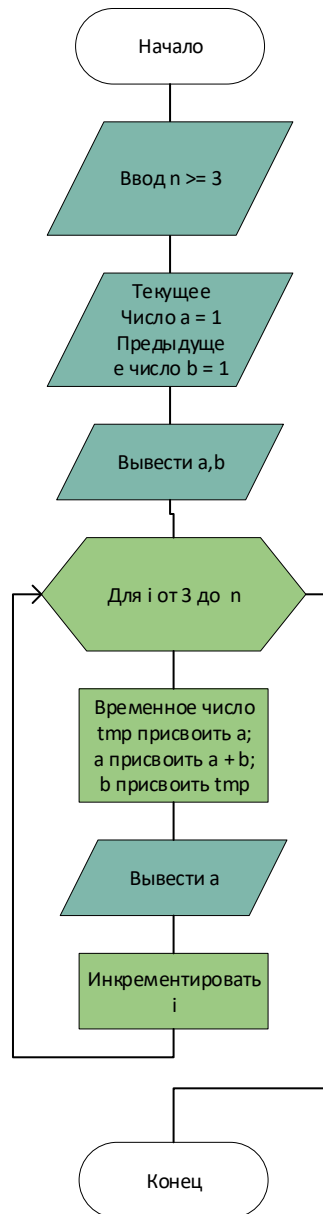 Начало
Ввод n >= 3
Текущее
Число a = 1
Предыдуще
е число b = 1
Вывести a,b
Для i от 3 до n
Временное число
tmp присвоить a;
a присвоить a + b;
b присвоить tmp
Вывести a
Инкрементировать
i
Конец